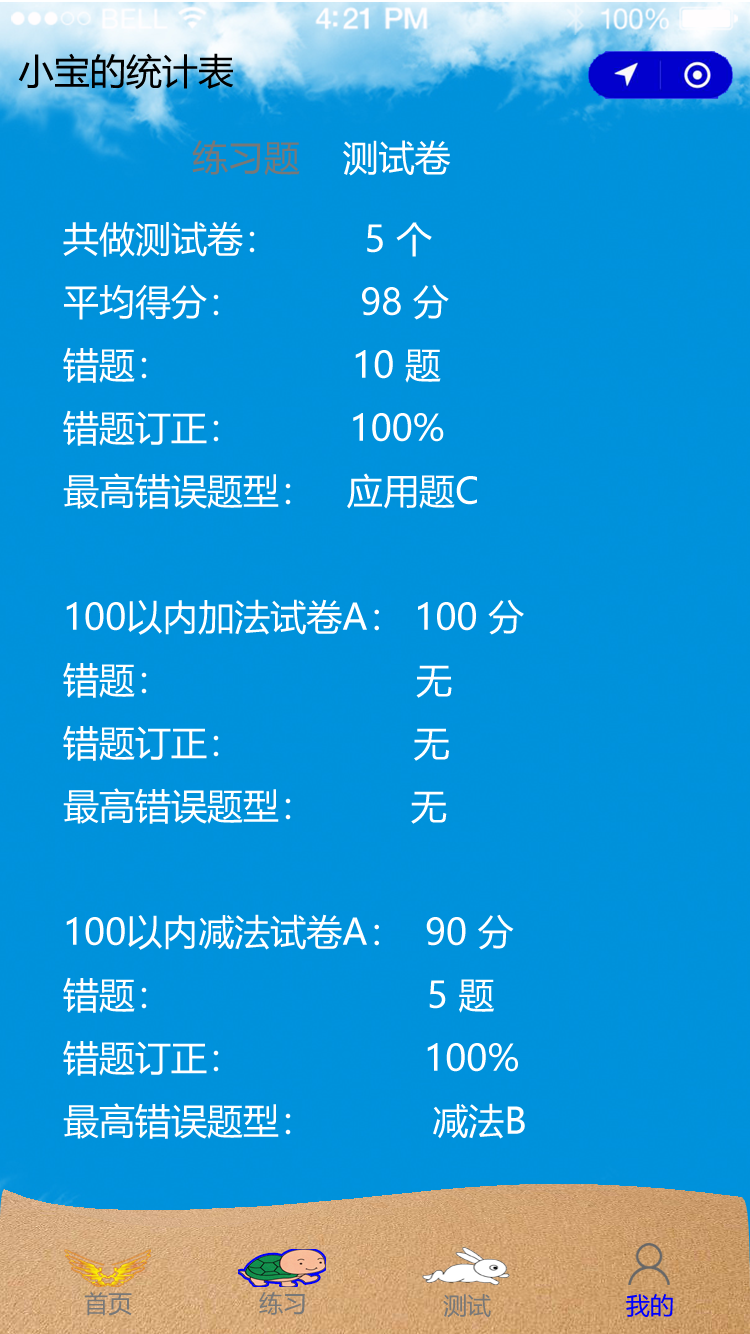 BELL 4:21 PM 100%
小宝的统计表
练习题 测试卷
共做测试卷： 5 个
平均得分： 98 分
错题： 10 题
错题订正： 100%
最高错误题型： 应用题C
100以内加法试卷A： 100 分
错题： 无
错题订正： 无
最高错误题型： 无
100以内减法试卷A： 90 分
错题： 5 题
错题订正： 100%
最高错误题型： 减法B
首页 练习 测试 我的